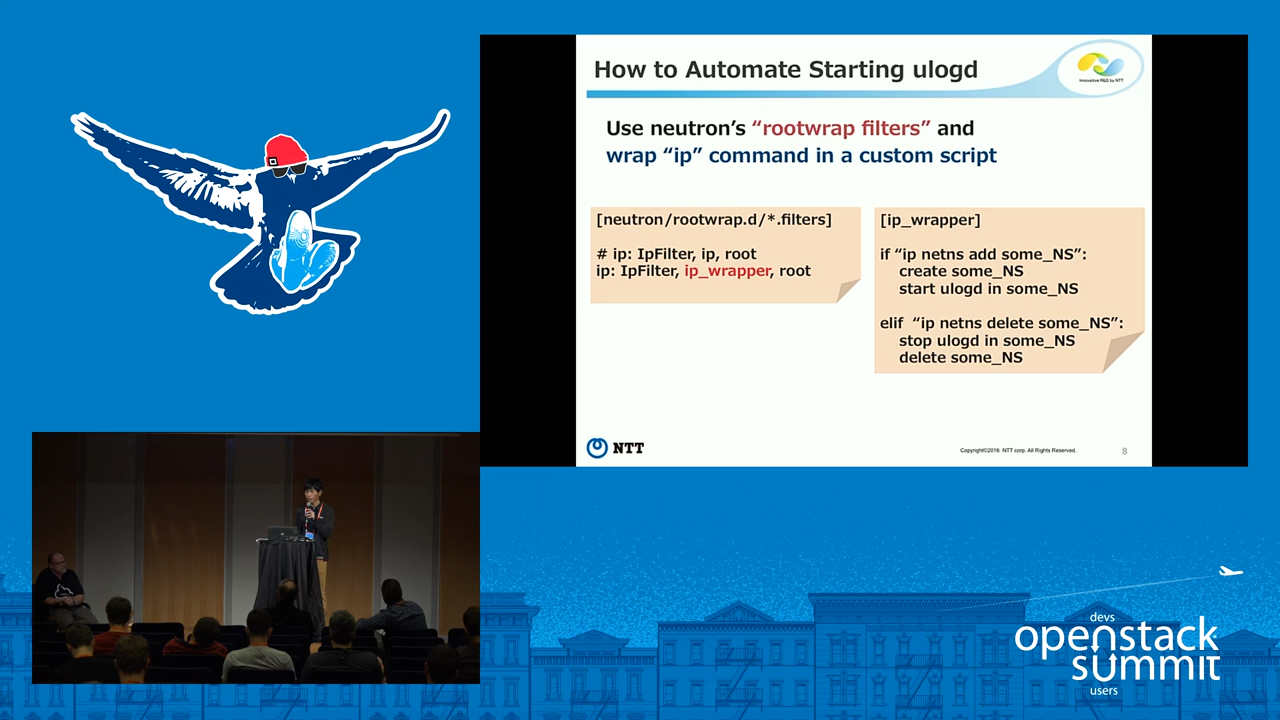 How to Automate Starting ulogd
Innovative R&D by NTT
Use neutron's “rootwrap filters” and
wrap “ip” command in a custom script
[neutron/rootwrap.d/*.filters]
# ip: IpFilter, ip, root
ip: IpFilter, ip_wrapper, root
[ip_wrapper]
if “ip netns add some_NS”:
create some_NS
start ulogd in some_NS
elif “ip netns delete some_NS”:
stop ulogd in some_NS
delete some_NS
NTT
Copyright©2016 NTT corp. All Rights Reserved.
8
devs
openstack
summit
users